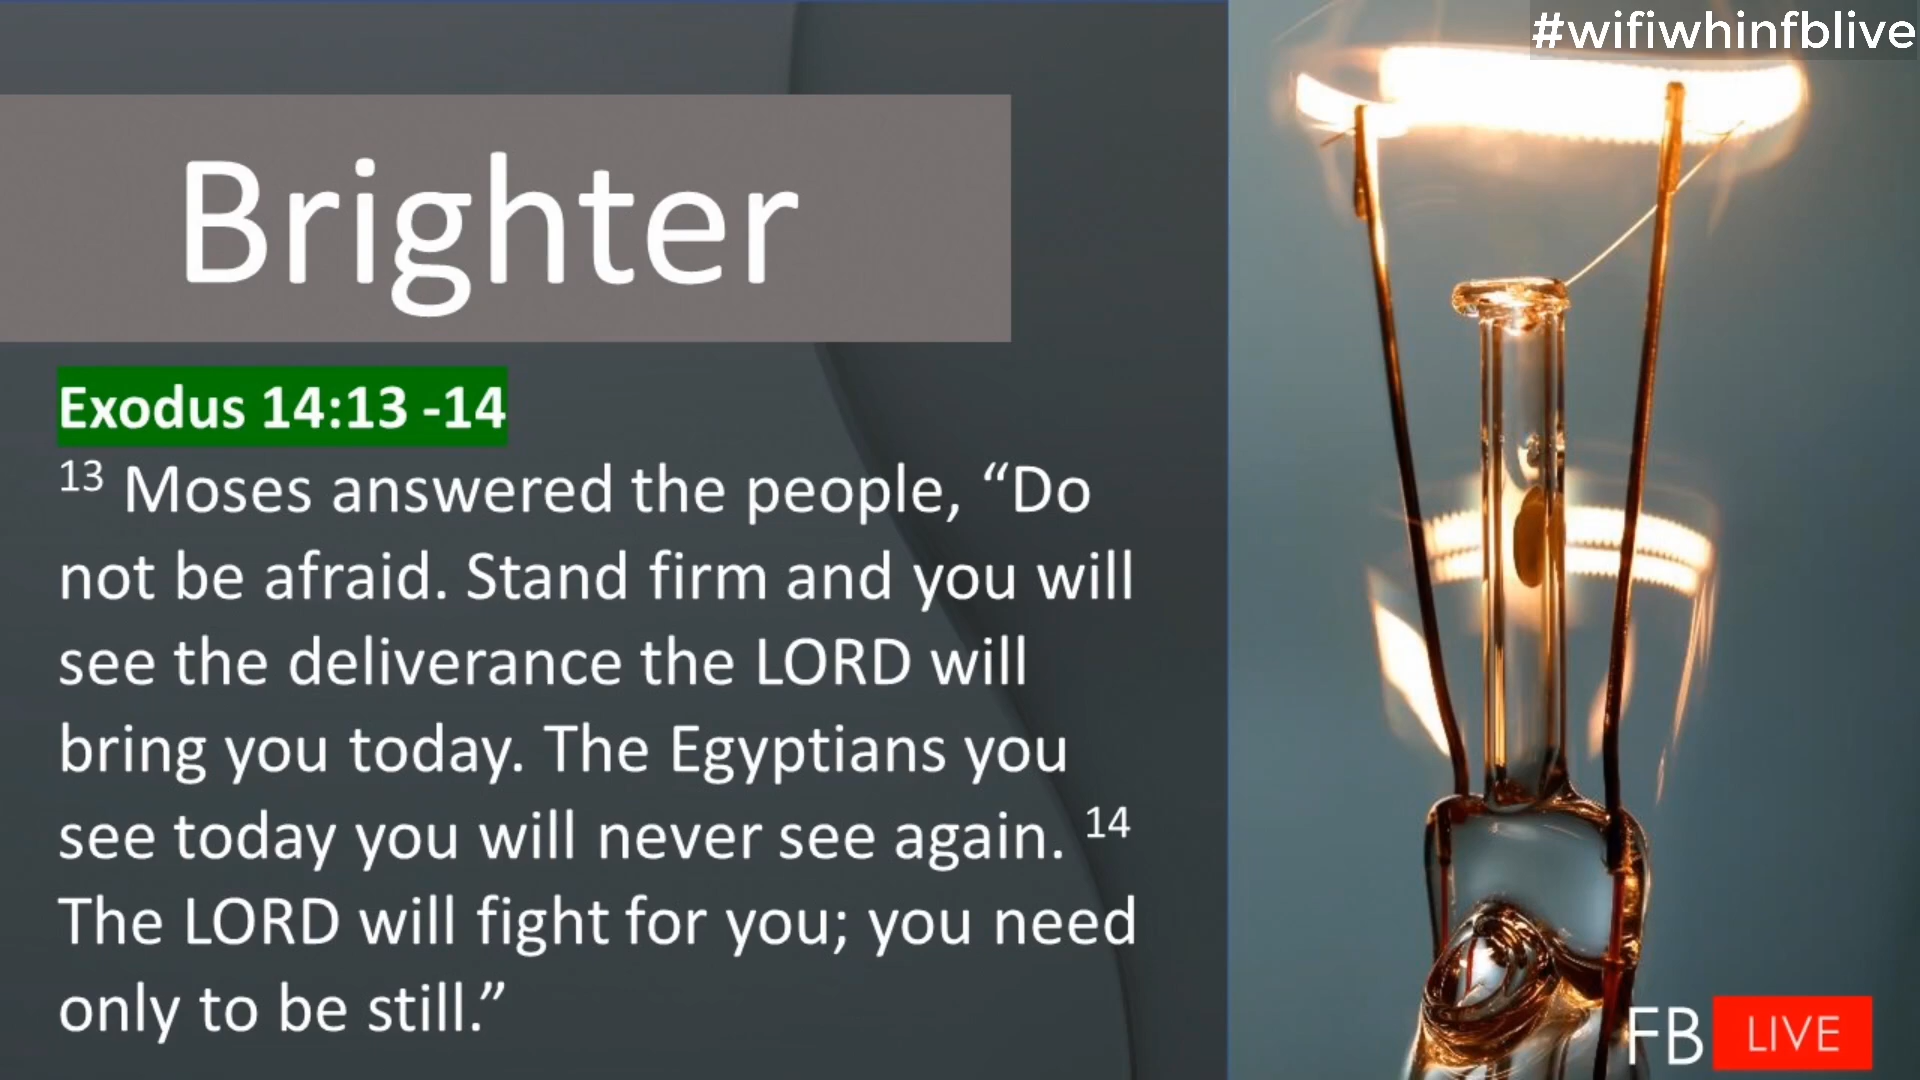 #wifiwhinfblive
Brighter
Exodus 14:13 -14
13 Moses answered the people, “Do
not be afraid. Stand firm and you will
see the deliverance the LORD will
bring you today. The Egyptians you
see today you will never see again. 14
The LORD will fight for you; you need
only to be still.”
FB LIVE